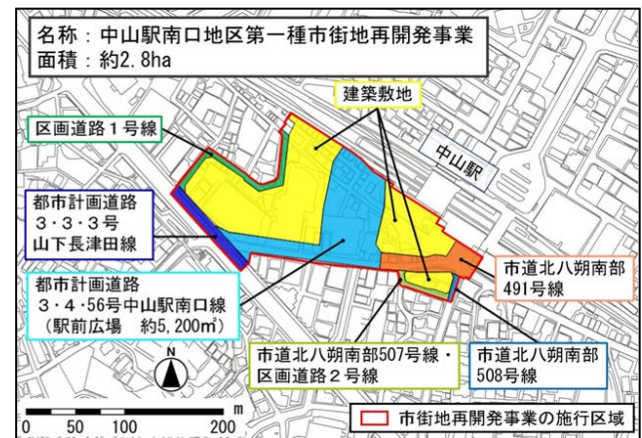 名称：中山駅南口地区第一種市街地再開発事業
面積：約2.8ha
建築敷地
区画道路１号線
中山駅
都市計画道路
３・３・３号
山下長津田線
都市計画道路
３・４・56号中山駅南口線
（駅前広場　約5,200㎡）
市道北八朔南部
491号線
市道北八朔南部507号線・
区画道路２号線
市道北八朔南部
508号線
N
0 50 100 200 m
市街地再開発事業の施行区域